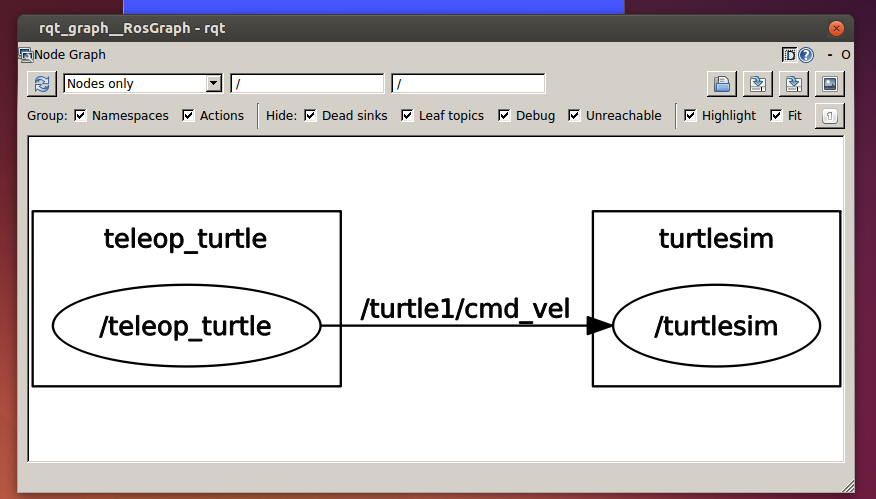 rqt_graph__RosGraph - rqt
Node Graph
D ? - O
Nodes only / /
Group: Namespaces Actions Hide: Dead sinks Leaf topics Debug Unreachable Highlight Fit
teleop_turtle turtlesim
/teleop_turtle /turtle1/cmd_vel /turtlesim